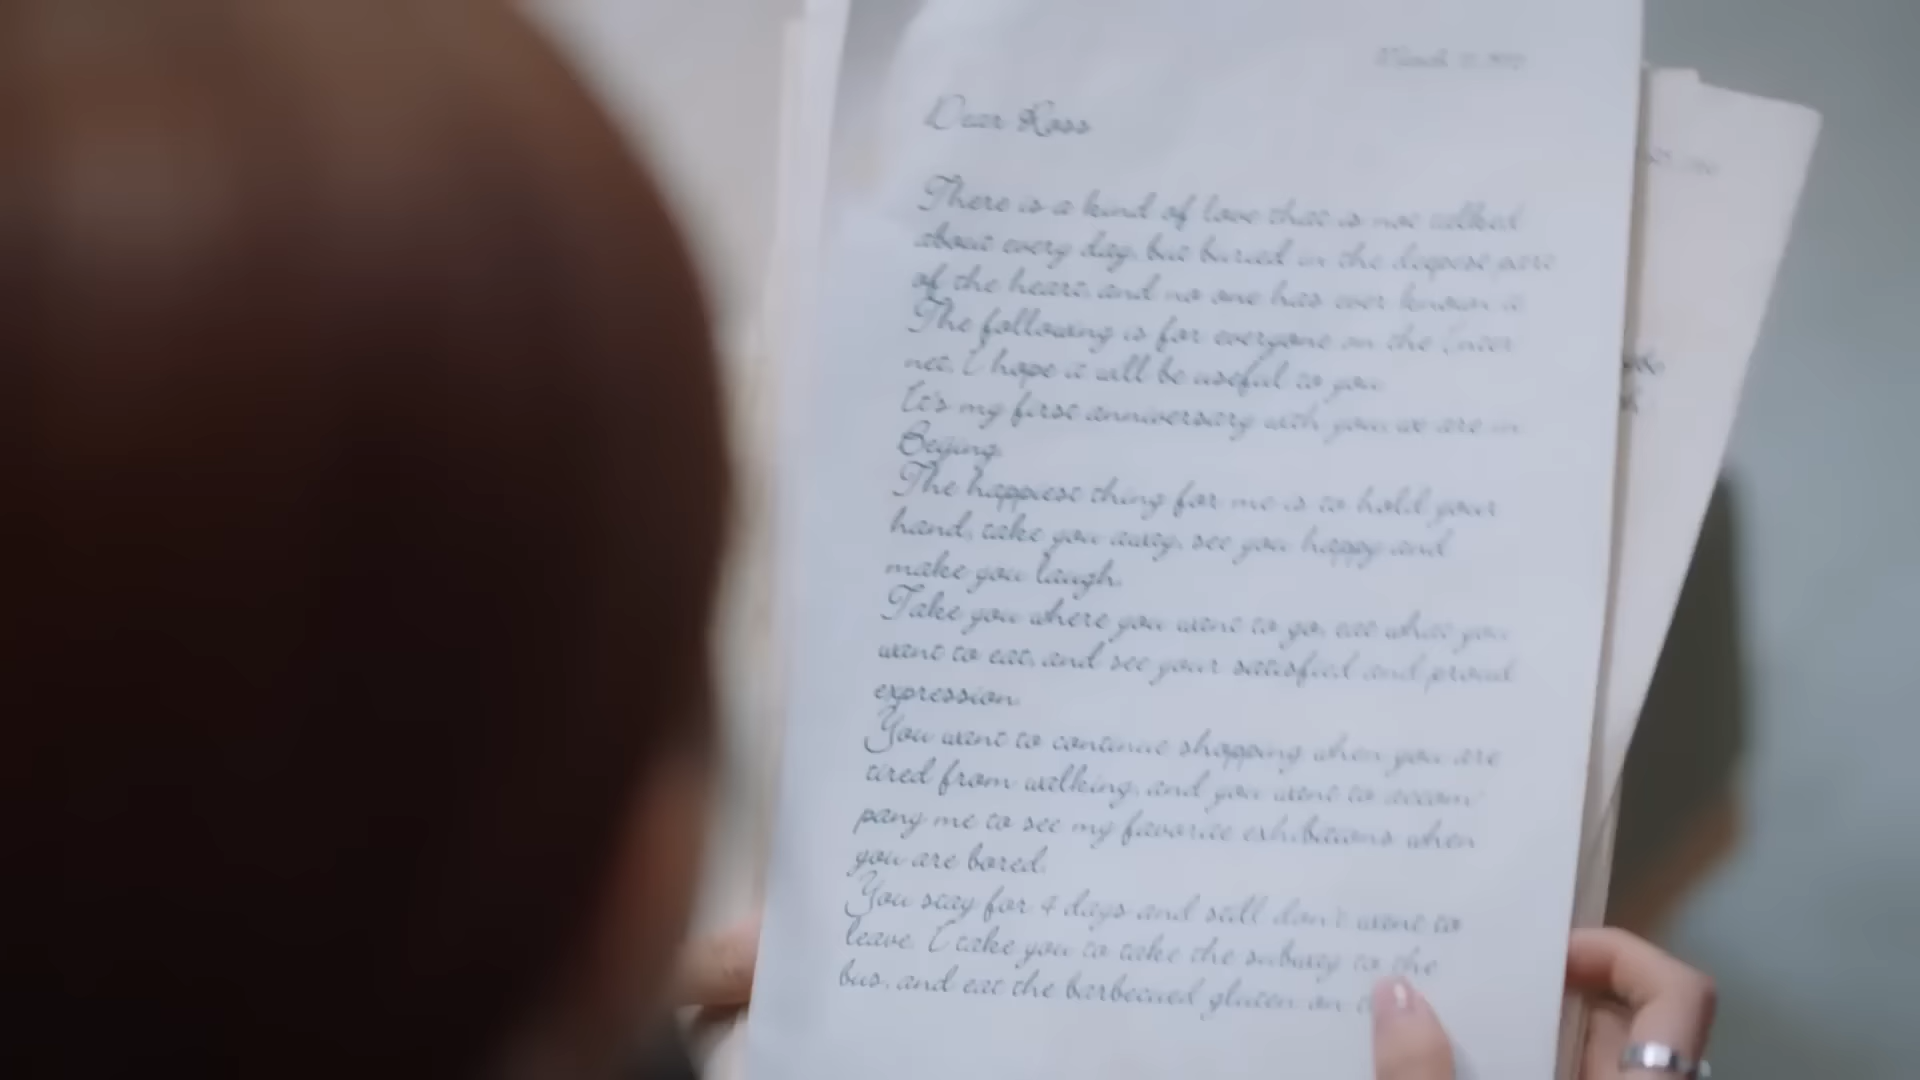 March
Dear Ross
There is a kind of love that is not talked
about every day, but buried in the deepest part
of the heart, and no one has ever known it
The following is for everyone on the Inter
net, I hope it will be useful to you
It's my first anniversary with you, we are in
Beijing.
The happiest thing for me is to hold your
hand, take you away, see you happy and
make you laugh.
Take you where you want to go, eat what you
want to eat, and see your satisfied and proud
expression.
You want to continue shopping when you are
tired from walking, and you want to accom
pany me to see my favorite exhibitions when
you are bored.
You stay for 4 days and still don't want to
leave. I take you to take the subway to the
bus, and eat the barbecued gluten on